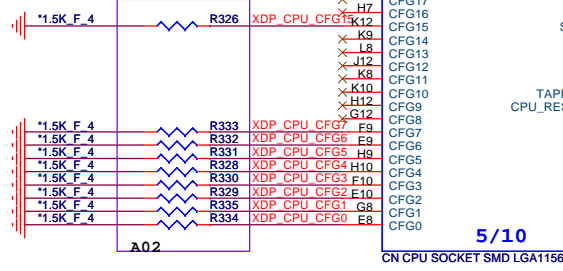 CFG17
H7 CFG16
*1.5K_F_4 R326 XDP_CPU_CFG15 K12 CFG15
K9 CFG14
L8 CFG13
J12 CFG12
K8 CFG11
K10 CFG10
H12 CFG9 CPU_RES
G12 CFG8
*1.5K_F_4 R333 XDP_CPU_CFG7 F9 CFG7
*1.5K_F_4 R332 XDP_CPU_CFG6 E9 CFG6
*1.5K_F_4 R331 XDP_CPU_CFG5 H9 CFG5
*1.5K_F_4 R328 XDP_CPU_CFG4 H10 CFG4
*1.5K_F_4 R330 XDP_CPU_CFG3 F10 CFG3
*1.5K_F_4 R329 XDP_CPU_CFG2 E10 CFG2
*1.5K_F_4 R335 XDP_CPU_CFG1 G8 CFG1
*1.5K_F_4 R334 XDP_CPU_CFG0 E8 CFG0
A02
5/10
CN CPU SOCKET SMD LGA1156